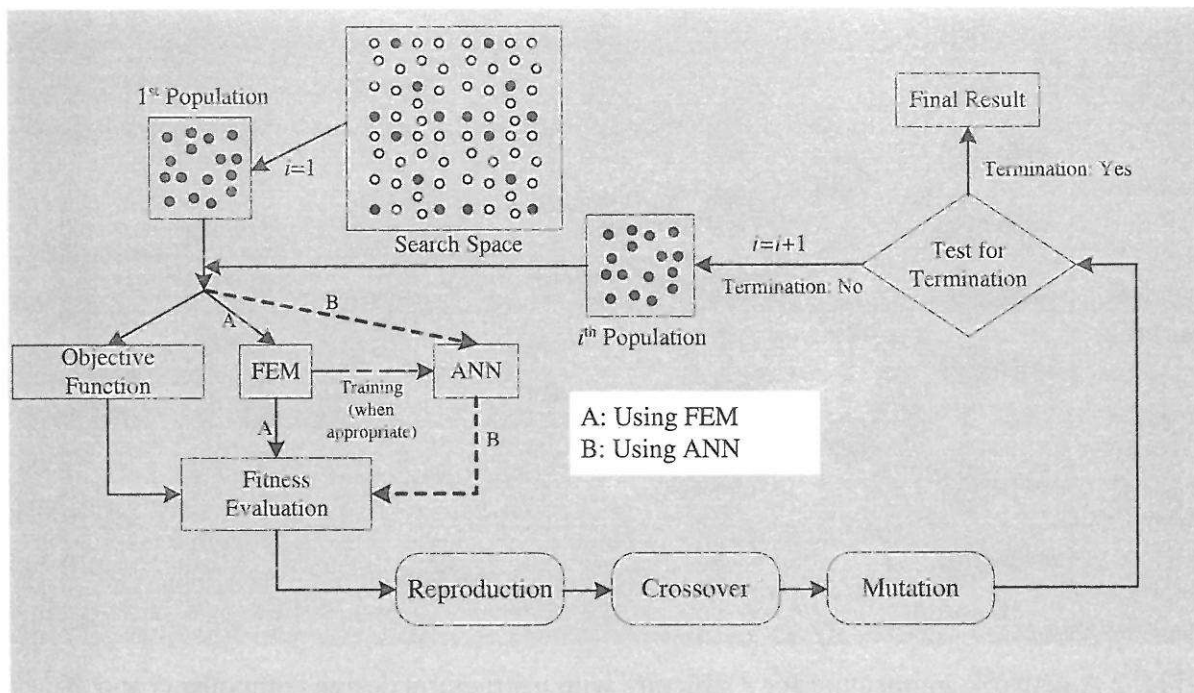 1st Population
i=1
Search Space
Final Result
Termination: Yes
Test for
Termination
i=i+1
Termination: No
ith Population
B
A
Objective
Function
FEM
Training
(when
appropriate)
ANN
A
B
A: Using FEM
B: Using ANN
Fitness
Evaluation
Reproduction
Crossover
Mutation